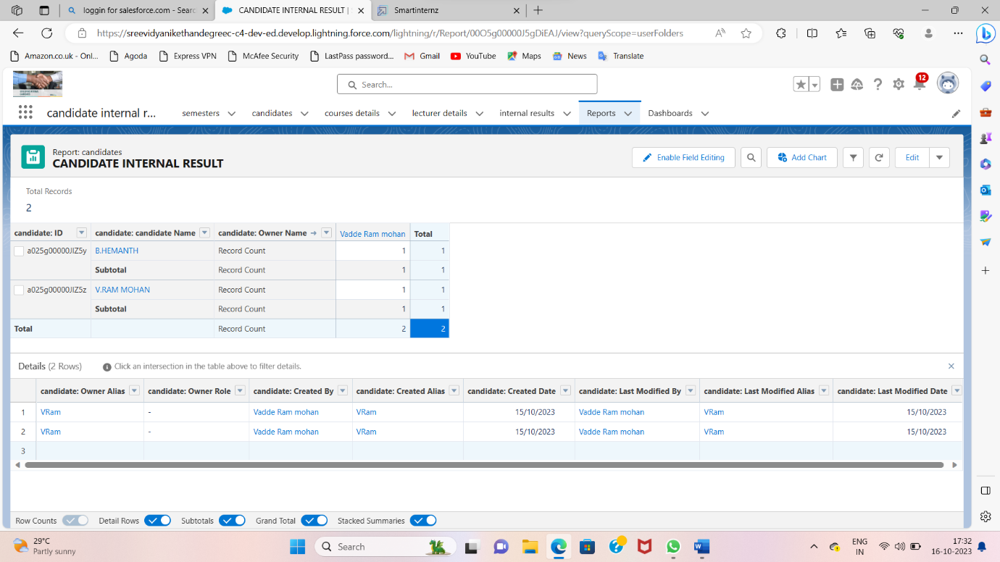 loggin for salesforce.com - Searc
CANDIDATE INTERNAL RESULT |
Smartinternz
https://sreevidyanikethandegreec-c4-dev-ed.develop.lightning.force.com/lightning/r/Report/00O5g00000J5gDiEAJ/view?queryScope=userFolders
Amazon.co.uk - Onl...
Agoda
Express VPN
McAfee Security
LastPass password...
Gmail
YouTube
Maps
News
Translate
Search...
12
candidate internal r...
semesters
candidates
courses details
lecturer details
internal results
Reports
Dashboards
Report: candidates
CANDIDATE INTERNAL RESULT
Enable Field Editing
Add Chart
Edit
Total Records
2
candidate: ID candidate: candidate Name candidate: Owner Name → Vadde Ram mohan Total
a025g00000JIZ5y B.HEMANTH Record Count 1 1
Subtotal Record Count 1 1
a025g00000JIZ5z V.RAM MOHAN Record Count 1 1
Subtotal Record Count 1 1
Total Record Count 2 2
Details (2 Rows) Click an intersection in the table above to filter details.
candidate: Owner Alias candidate: Owner Role candidate: Created By candidate: Created Alias candidate: Created Date candidate: Last Modified By candidate: Last Modified Alias candidate: Last Modified Date
1 VRam - Vadde Ram mohan VRam 15/10/2023 Vadde Ram mohan VRam 15/10/2023
2 VRam - Vadde Ram mohan VRam 15/10/2023 Vadde Ram mohan VRam 15/10/2023
3
Row Counts Detail Rows Subtotals Grand Total Stacked Summaries
29°C
Partly sunny
Search
ENG
IN
17:32
16-10-2023